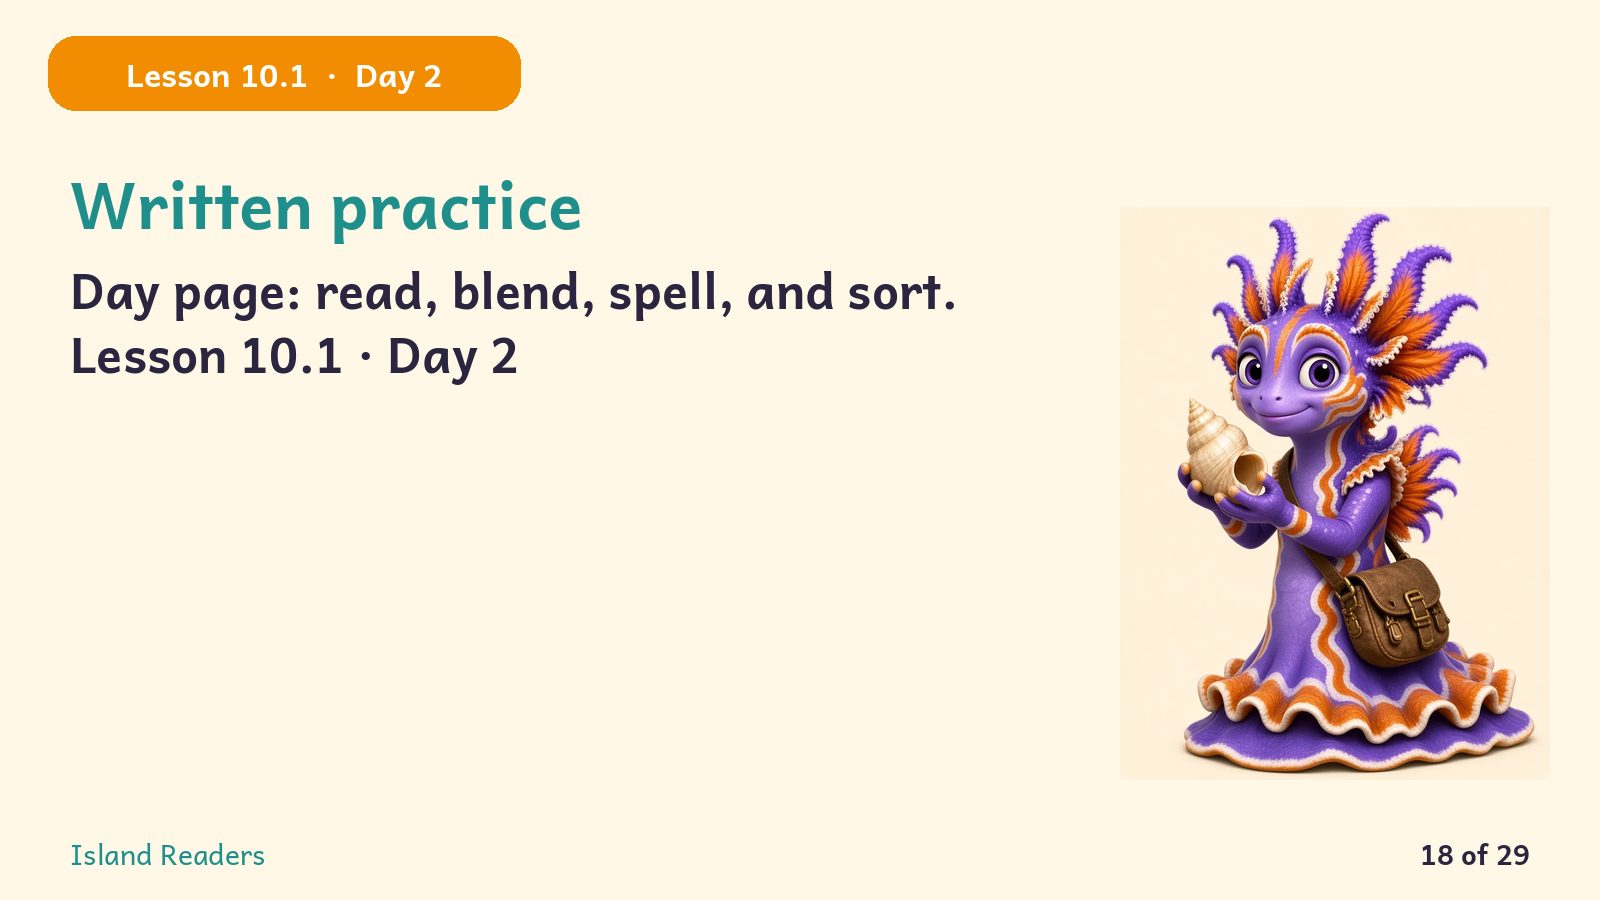 Lesson 10.1 · Day 2
Written practice
Day page: read, blend, spell, and sort.
Lesson 10.1 · Day 2
Island Readers
18 of 29